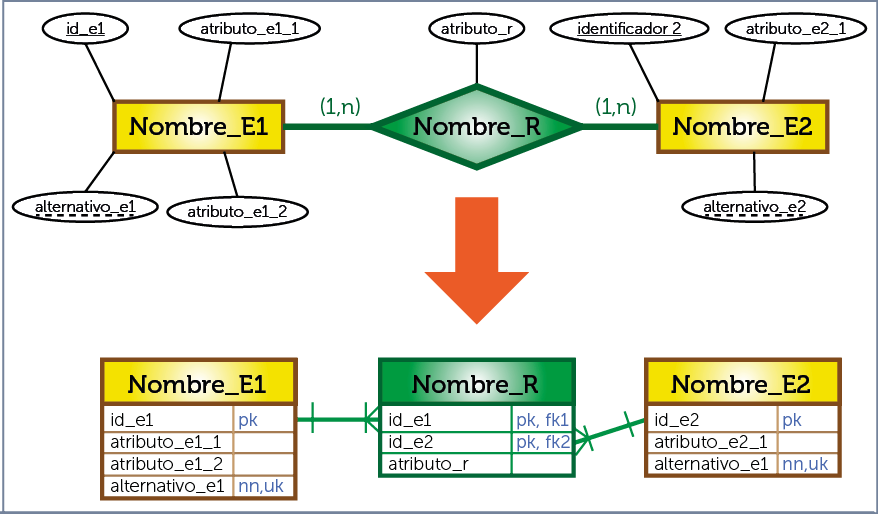 id_e1
atributo_e1_1
atributo_r
identificador 2
atributo_e2_1
(1,n)
(1,n)
Nombre_E1
Nombre_R
Nombre_E2
alternativo_e1
atributo_e1_2
alternativo_e2
Nombre_E1
id_e1 pk
atributo_e1_1
atributo_e1_2
alternativo_e1 nn,uk
Nombre_R
id_e1 pk, fk1
id_e2 pk, fk2
atributo_r
Nombre_E2
id_e2 pk
atributo_e2_1
alternativo_e1 nn,uk